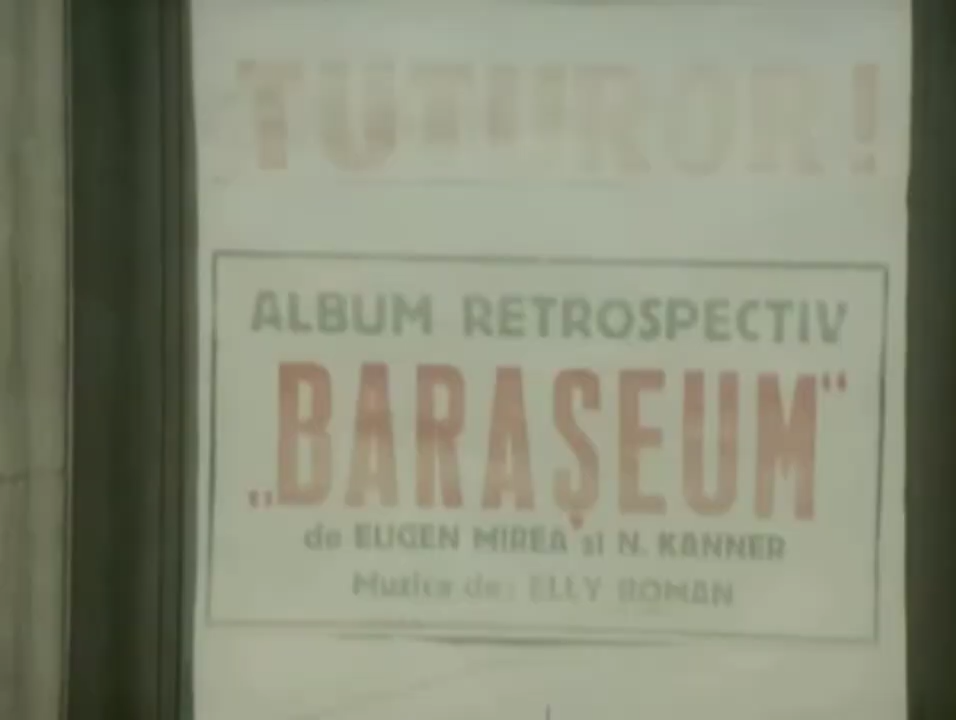 TUTUROR!
ALBUM RETROSPECTIV
„BARAȘEUM“
de EUGEN MIREA și N. KANNER
Muzica de: ELLY ROMAN